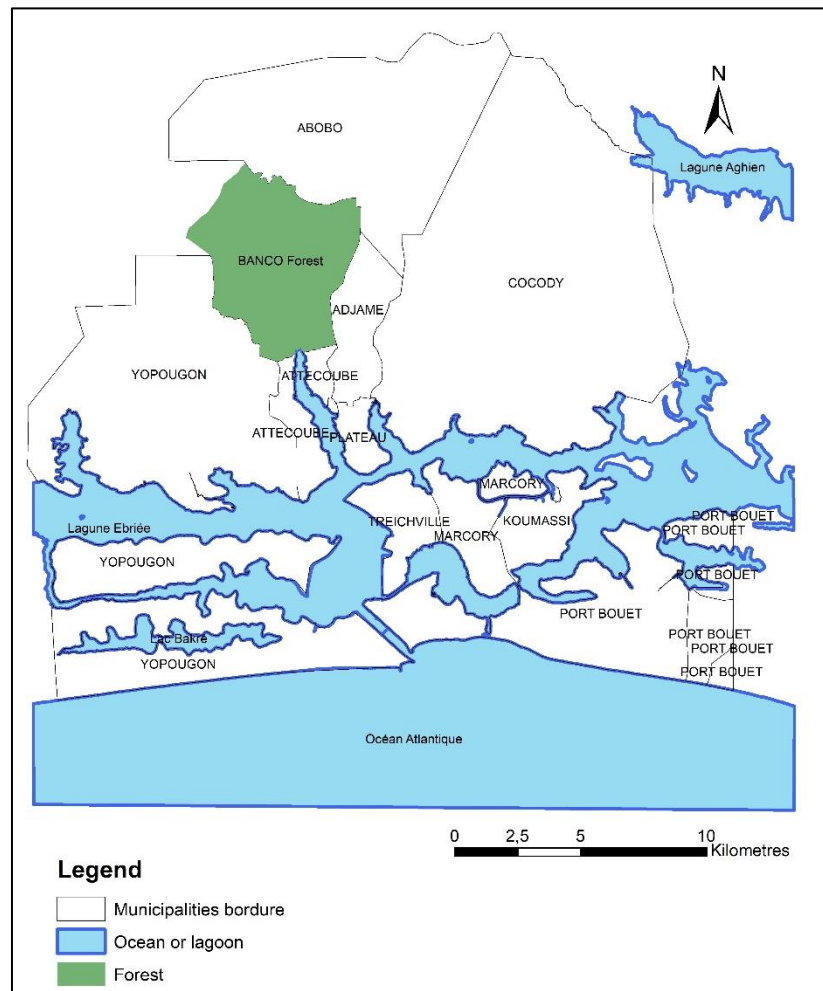 N
ABOBO
Lagune Aghien
BANCO Forest
COCODY
ADJAME
YOPOUGON
ATTECOUBE
ATTECOUBE
PLATEAU
MARCORY
TREICHVILLE
KOUMASSI
PORT BOUET
Lagune Ebriée
MARCORY
PORT BOUET
YOPOUGON
PORT BOUET
PORT BOUET
Lac Bakré
PORT BOUET
YOPOUGON
PORT BOUET
PORT BOUET
Océan Atlantique
0 2,5 5 10
Kilometres
Legend
Municipalities bordure
Ocean or lagoon
Forest